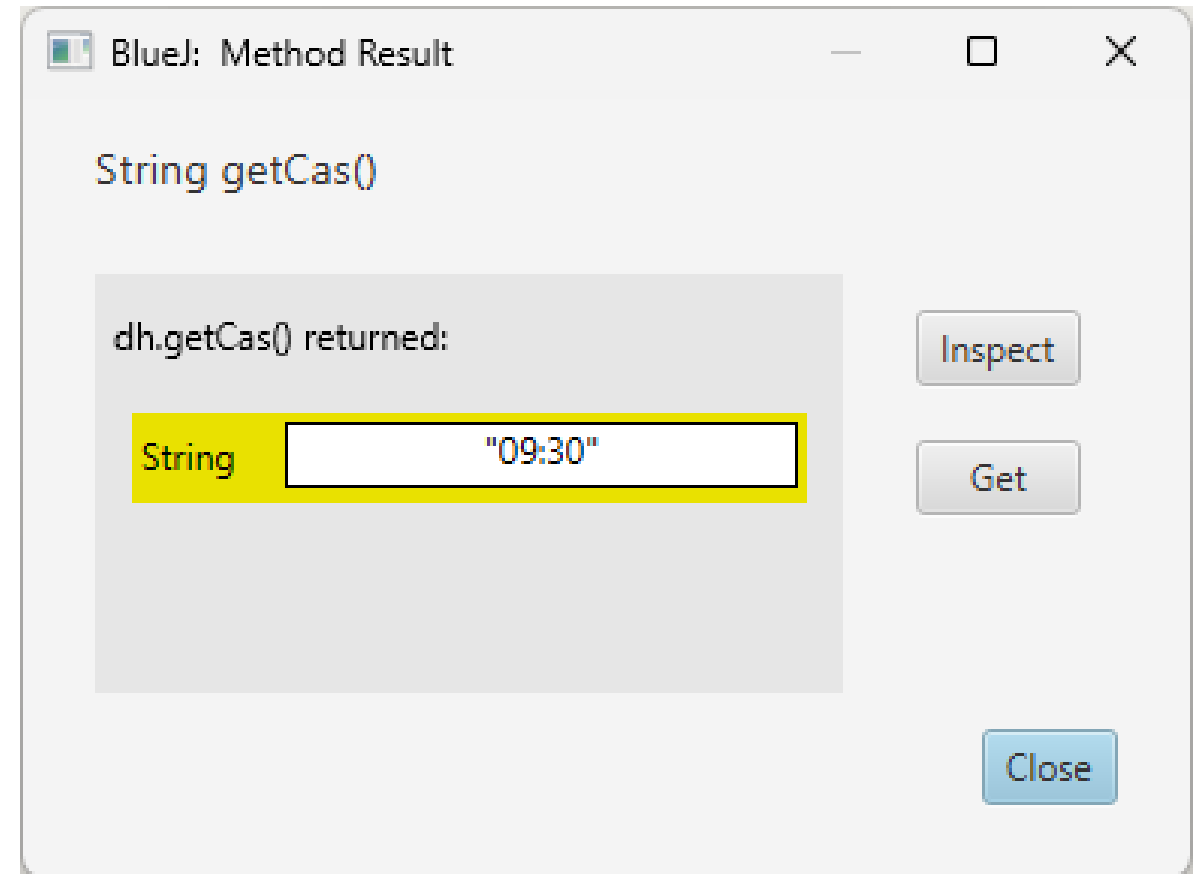 BlueJ:  Method Result
String getCas()
dh.getCas() returned:
Inspect
String "09:30"
Get
Close